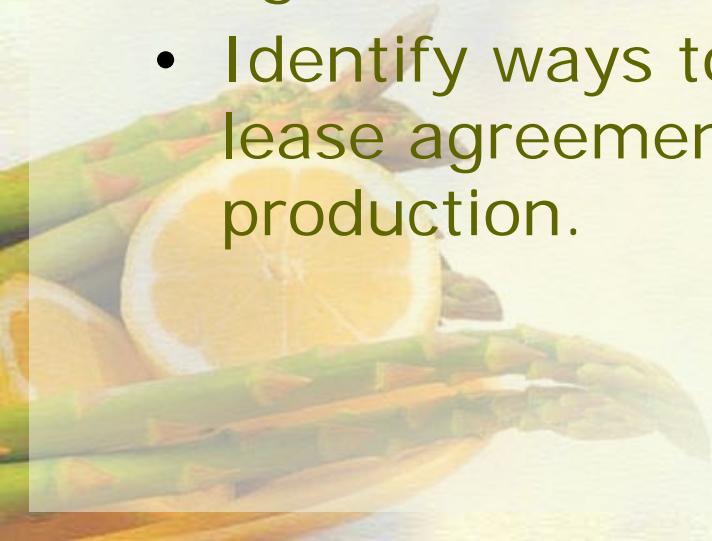 • Identify ways to
lease agreemen
production.